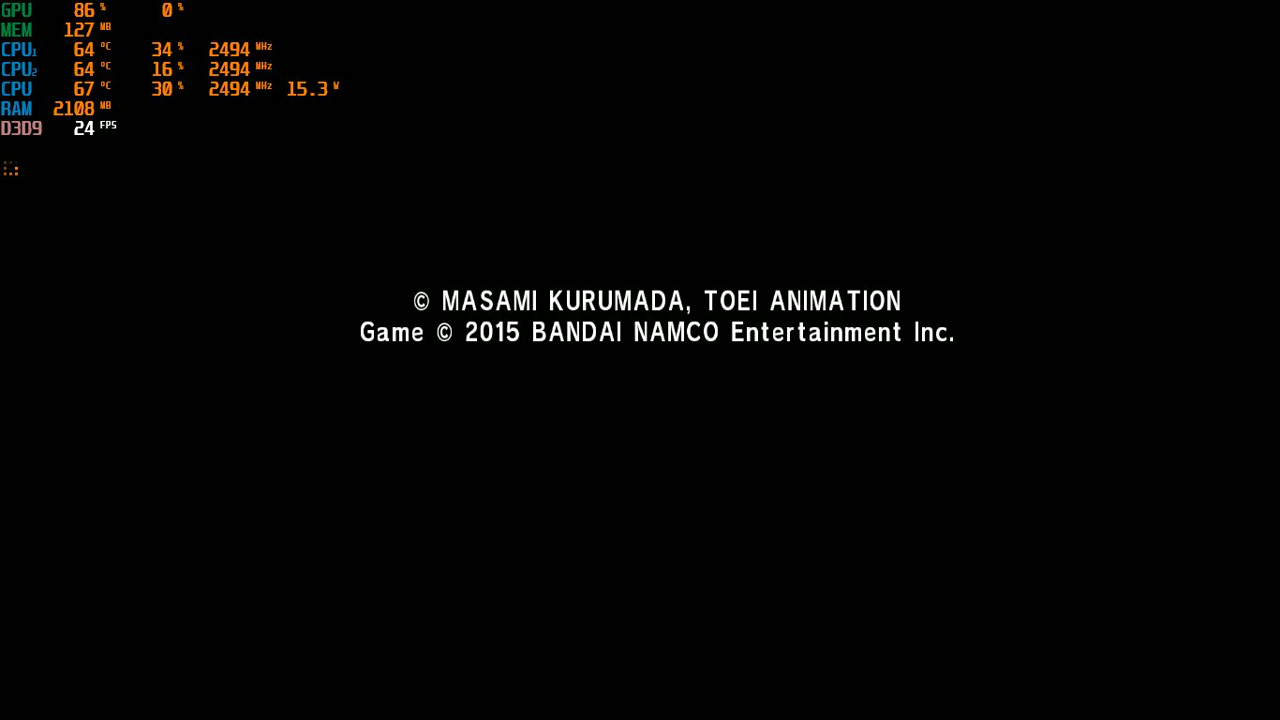 GPU 86 % 0 %
MEM 127 MB
CPU1 64 °C 34 % 2494 MHz
CPU2 64 °C 16 % 2494 MHz
CPU 67 °C 30 % 2494 MHz 15.3 W
RAM 2108 MB
D3D9 24 FPS
© MASAMI KURUMADA, TOEI ANIMATION
Game © 2015 BANDAI NAMCO Entertainment Inc.